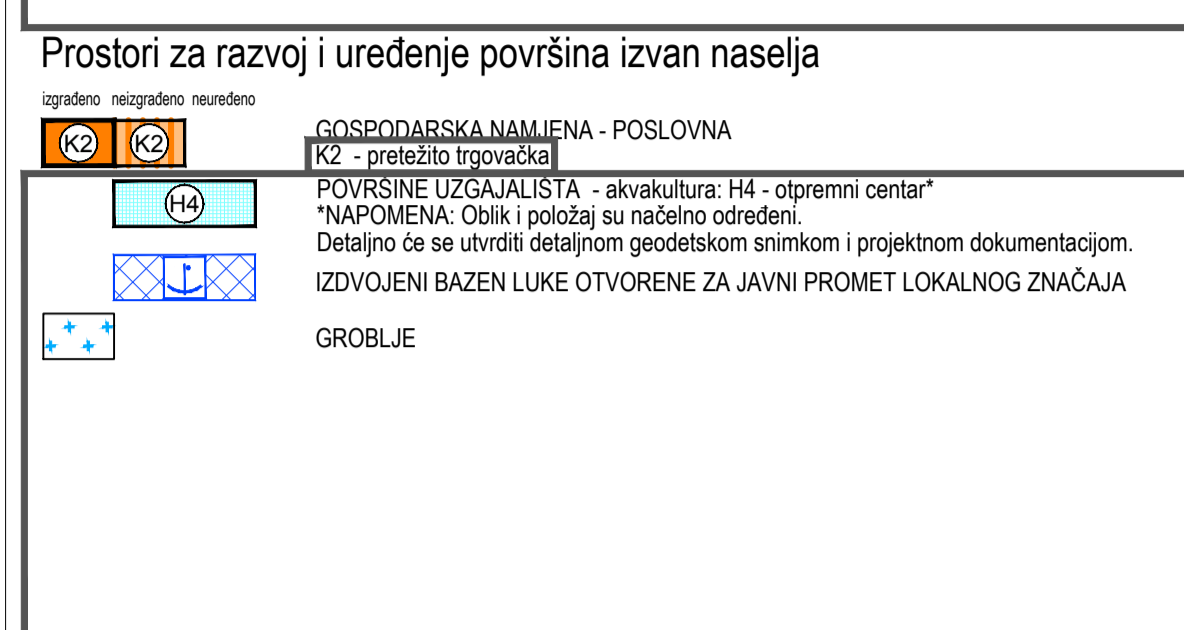 Prostori za razvoj i uređenje površina izvan naselja
izgrađeno neizgrađeno neuređeno
K2 K2 GOSPODARSKA NAMJENA - POSLOVNA
K2 - pretežito trgovačka
H4 POVRŠINE UZGAJALIŠTA - akvakultura: H4 - otpremni centar*
*NAPOMENA: Oblik i položaj su načelno određeni.
Detaljno će se utvrditi detaljnom geodetskom snimkom i projektnom dokumentacijom.
IZDVOJENI BAZEN LUKE OTVORENE ZA JAVNI PROMET LOKALNOG ZNAČAJA
GROBLJE